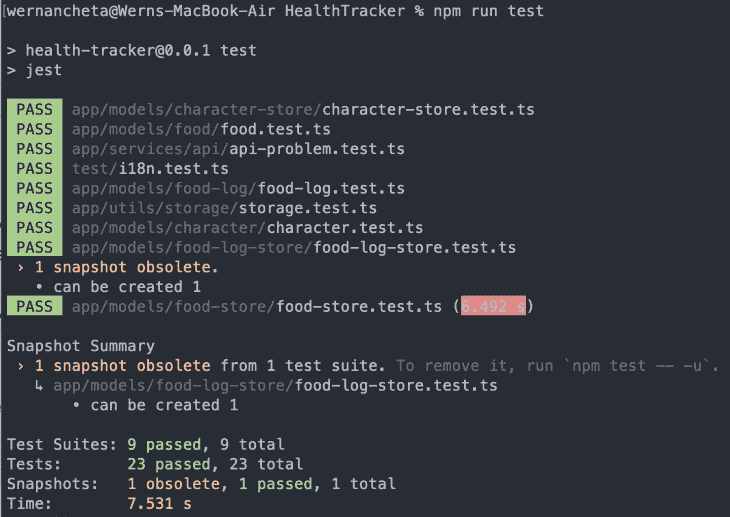 wernancheta@Werns-MacBook-Air HealthTracker % npm run test
> health-tracker@0.0.1 test
> jest
PASS app/models/character-store/character-store.test.ts
PASS app/models/food/food.test.ts
PASS app/services/api/api-problem.test.ts
PASS test/i18n.test.ts
PASS app/models/food-log/food-log.test.ts
PASS app/utils/storage/storage.test.ts
PASS app/models/character/character.test.ts
PASS app/models/food-log-store/food-log-store.test.ts
› 1 snapshot obsolete.
• can be created 1
PASS app/models/food-store/food-store.test.ts (6.492 s)
Snapshot Summary
› 1 snapshot obsolete from 1 test suite. To remove it, run `npm test -- -u`.
↳ app/models/food-log-store/food-log-store.test.ts
• can be created 1
Test Suites: 9 passed, 9 total
Tests: 23 passed, 23 total
Snapshots: 1 obsolete, 1 passed, 1 total
Time: 7.531 s